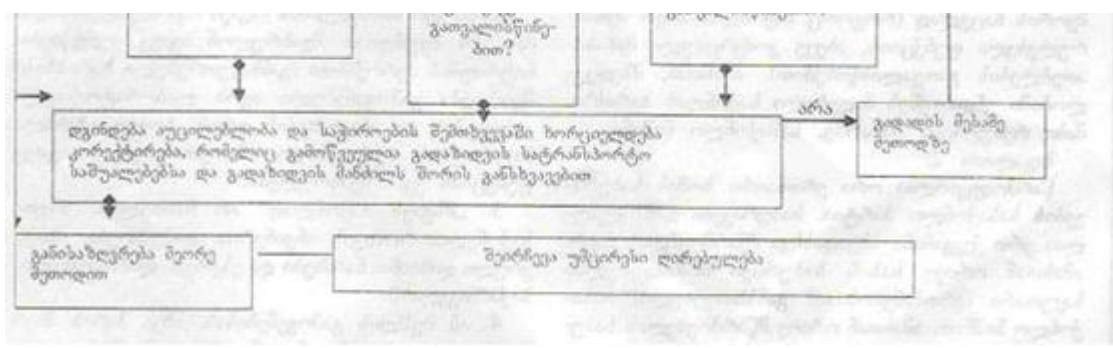 გათვალისწინე-
ბით?
დგინდება აუცილებლობა და საჭიროების შემთხვევაში ხორციელდება
კორექტირება, რომელიც გამოწვეულია გადაზიდვის სატრანსპორტო
საშუალებებსა და გადაზიდვის მანძილს შორის განსხვავებით
არა
გადადის მესამე
მეთოდზე
განისაზღვრება მეორე
მეთოდით
შეირჩევა უმცირესი ღირებულება